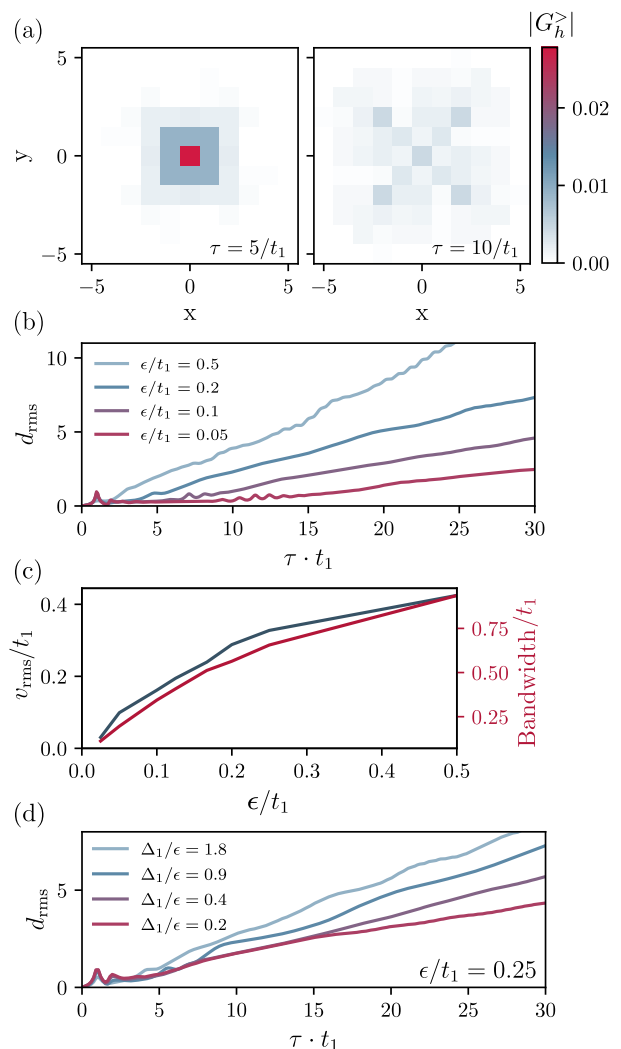 (a)
|G_h^>|
5
0
−5
y
τ = 5/t₁
τ = 10/t₁
−5 0 5
−5 0 5
x
x
0.02
0.01
0.00
(b)
10
5
0
d_rms
ϵ/t₁ = 0.5
ϵ/t₁ = 0.2
ϵ/t₁ = 0.1
ϵ/t₁ = 0.05
0 5 10 15 20 25 30
τ · t₁
(c)
0.4
0.2
0.0
v_rms/t₁
0.75
0.50
0.25
Bandwidth/t₁
0.0 0.1 0.2 0.3 0.4 0.5
ϵ/t₁
(d)
5
0
d_rms
Δ₁/ϵ = 1.8
Δ₁/ϵ = 0.9
Δ₁/ϵ = 0.4
Δ₁/ϵ = 0.2
ϵ/t₁ = 0.25
0 5 10 15 20 25 30
τ · t₁